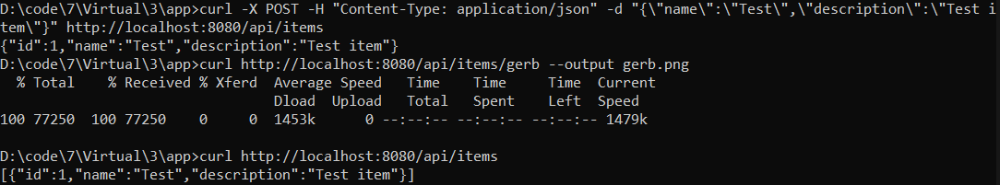 D:\code\7\Virtual\3\app>curl -X POST -H "Content-Type: application/json" -d "{\"name\":\"Test\",\"description\":\"Test i
tem\"}" http://localhost:8080/api/items
{"id":1,"name":"Test","description":"Test item"}
D:\code\7\Virtual\3\app>curl http://localhost:8080/api/items/gerb --output gerb.png
  % Total    % Received % Xferd  Average Speed   Time    Time     Time  Current
                                 Dload  Upload   Total   Spent    Left  Speed
100 77250  100 77250    0     0  1453k      0 --:--:-- --:--:-- --:--:-- 1479k
D:\code\7\Virtual\3\app>curl http://localhost:8080/api/items
[{"id":1,"name":"Test","description":"Test item"}]